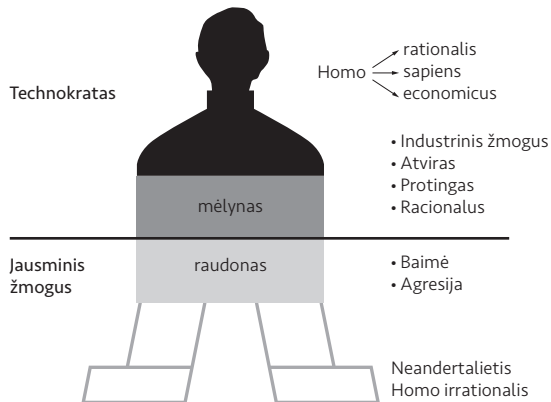 Technokratas
Homo
rationalis
sapiens
economicus
• Industrinis žmogus
• Atviras
• Protingas
• Racionalus
mėlynas
Jausminis
žmogus
raudonas
• Baimė
• Agresija
Neandertalietis
Homo irrationalis